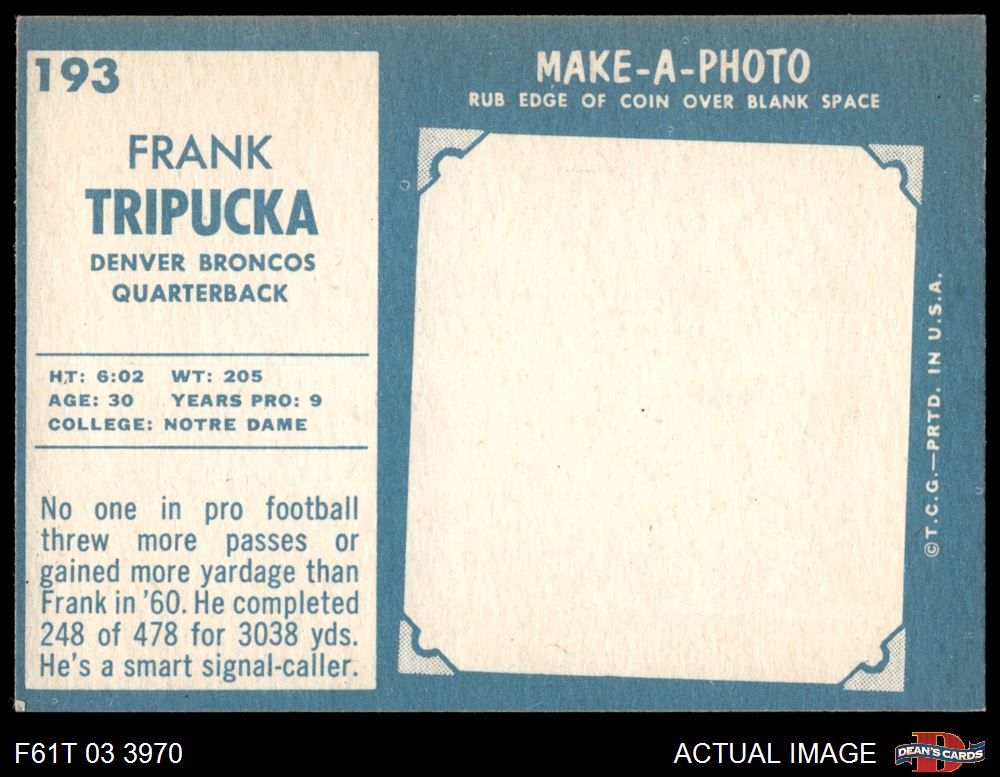 193
FRANK
TRIPUCKA
DENVER BRONCOS
QUARTERBACK
HT: 6:02 WT: 205
AGE: 30 YEARS PRO: 9
COLLEGE: NOTRE DAME
No one in pro football
threw more passes or
gained more yardage than
Frank in '60. He completed
248 of 478 for 3038 yds.
He's a smart signal-caller.
MAKE-A-PHOTO
RUB EDGE OF COIN OVER BLANK SPACE
©T.C.G.—PRTD. IN U.S.A.
F61T 03 3970
ACTUAL IMAGE
DEAN'S CARDS